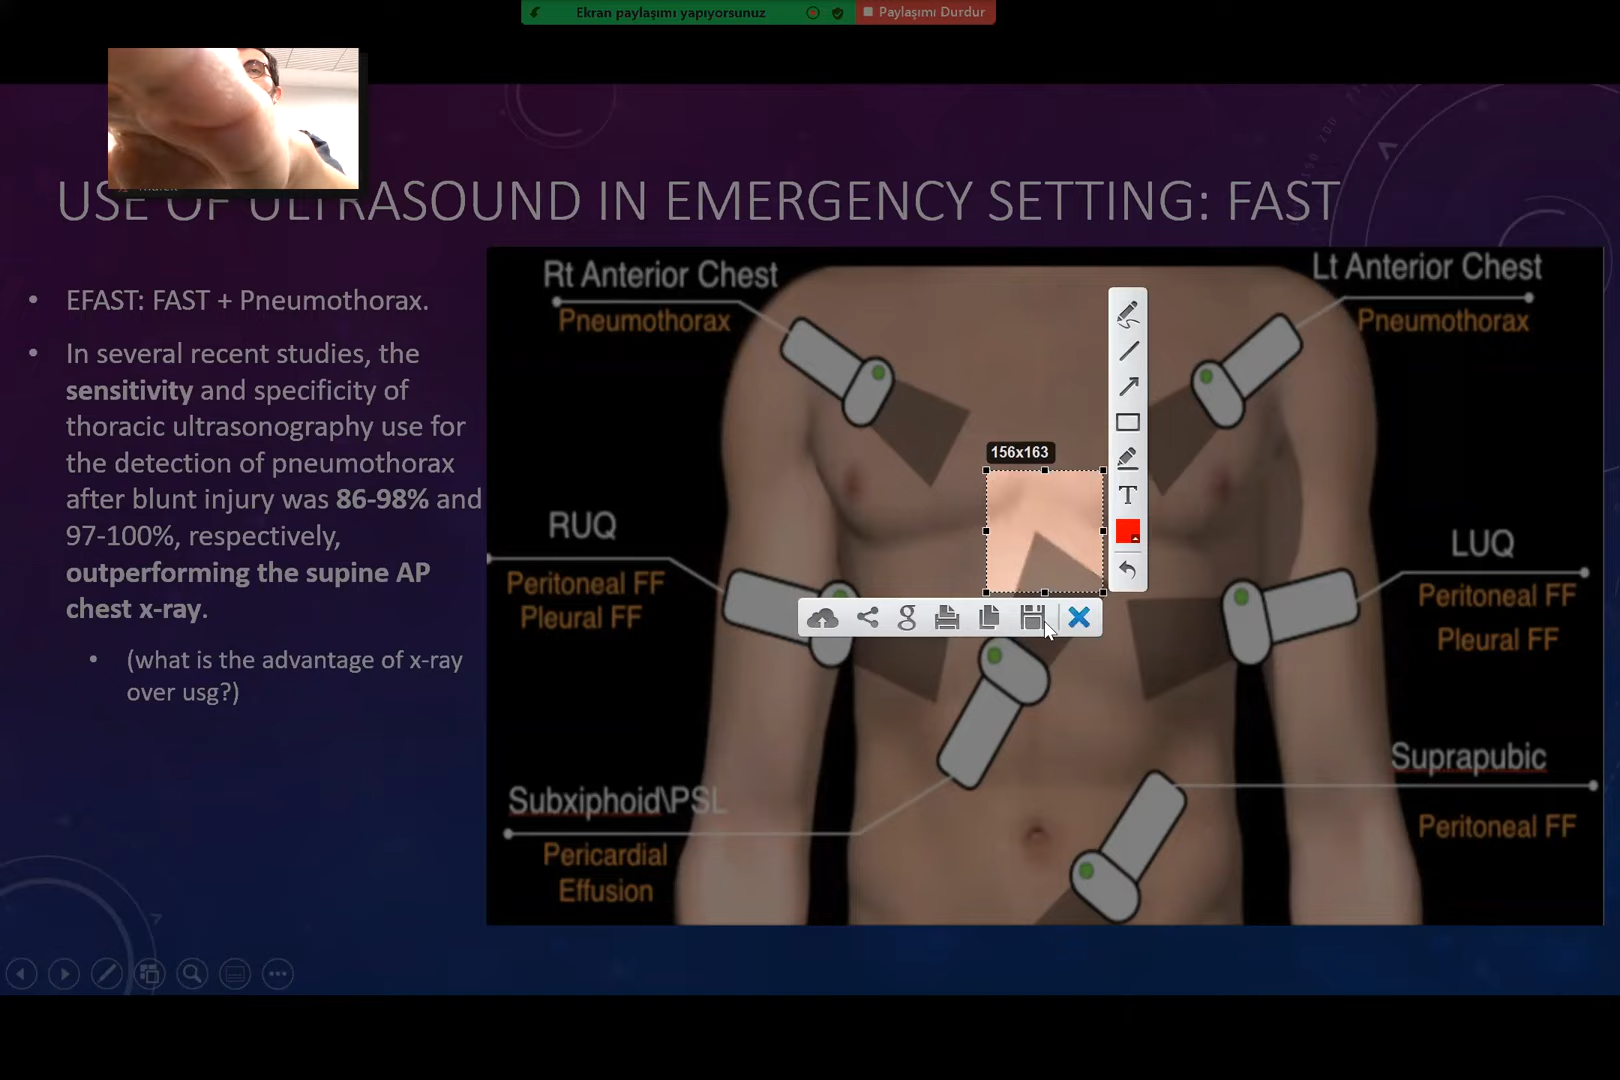 Ekran paylaşımı yapıyorsunuz
Paylaşımı Durdur
USE OF ULTRASOUND IN EMERGENCY SETTING: FAST
• EFAST: FAST + Pneumothorax.
• In several recent studies, the
sensitivity and specificity of
thoracic ultrasonography use for
the detection of pneumothorax
after blunt injury was 86-98% and
97-100%, respectively,
outperforming the supine AP
chest x-ray.
• (what is the advantage of x-ray
over usg?)
Rt Anterior Chest
Pneumothorax
Lt Anterior Chest
Pneumothorax
156x163
RUQ
Peritoneal FF
Pleural FF
LUQ
Peritoneal FF
Pleural FF
Subxiphoid\PSL
Pericardial
Effusion
Suprapubic
Peritoneal FF